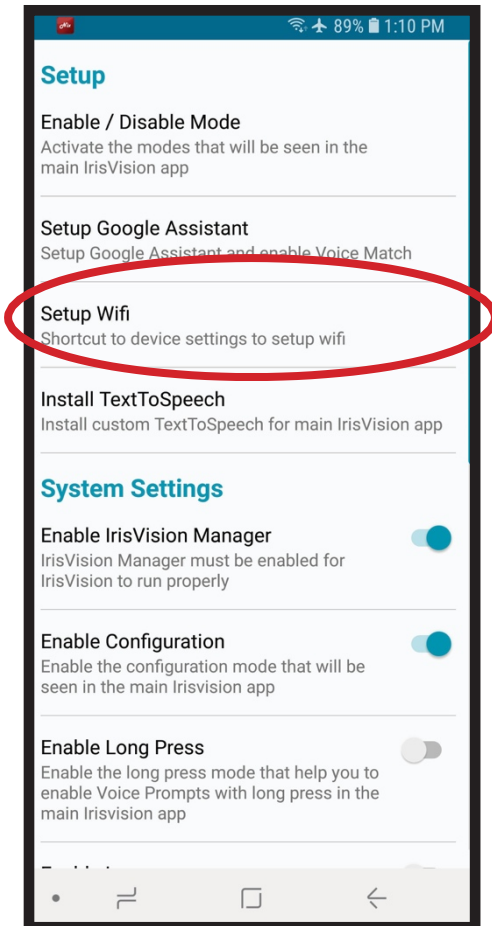 89% 1:10 PM
Setup
Enable / Disable Mode
Activate the modes that will be seen in the
main IrisVision app
Setup Google Assistant
Setup Google Assistant and enable Voice Match
Setup Wifi
Shortcut to device settings to setup wifi
Install TextToSpeech
Install custom TextToSpeech for main IrisVision app
System Settings
Enable IrisVision Manager
IrisVision Manager must be enabled for
IrisVision to run properly
Enable Configuration
Enable the configuration mode that will be
seen in the main Irisvision app
Enable Long Press
Enable the long press mode that help you to
enable Voice Prompts with long press in the
main Irisvision app